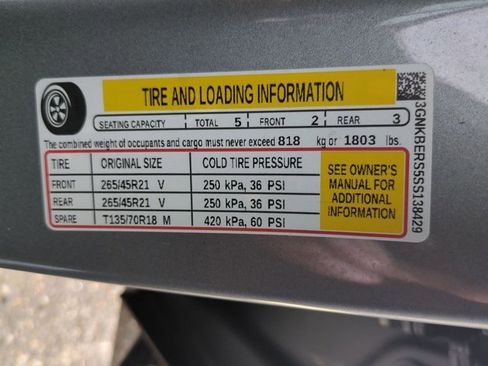 TIRE AND LOADING INFORMATION
SEATING CAPACITY TOTAL 5 FRONT 2 REAR 3
The combined weight of occupants and cargo must never exceed 818 kg or 1803 lbs.
TIRE ORIGINAL SIZE COLD TIRE PRESSURE
FRONT 265/45R21 V 250 kPa, 36 PSI
REAR 265/45R21 V 250 kPa, 36 PSI
SPARE T135/70R18 M 420 kPa, 60 PSI
SEE OWNER'S
MANUAL FOR
ADDITIONAL
INFORMATION
3GNKBERS5SS138429